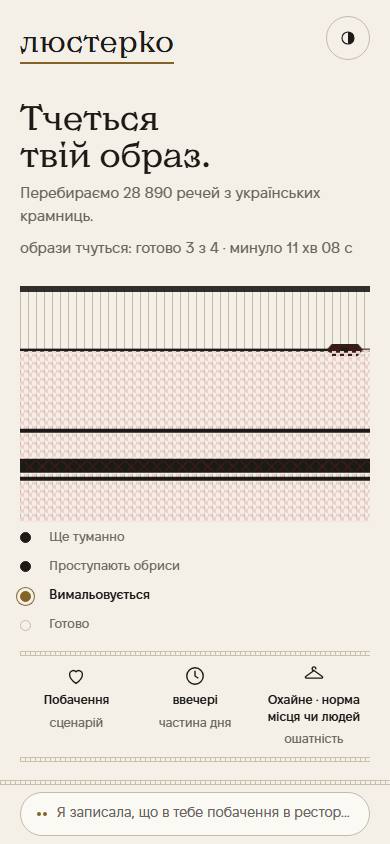 люстерко
Тчеться
твій образ.
Перебираємо 28 890 речей з українських
крамниць.
образи тчуться: готово 3 з 4 · минуло 11 хв 08 с
Ще туманно
Проступають обриси
Вимальовується
Готово
Побачення
сценарій
ввечері
частина дня
Охайне · норма
місця чи людей
ошатність
Я записала, що в тебе побачення в рестор...